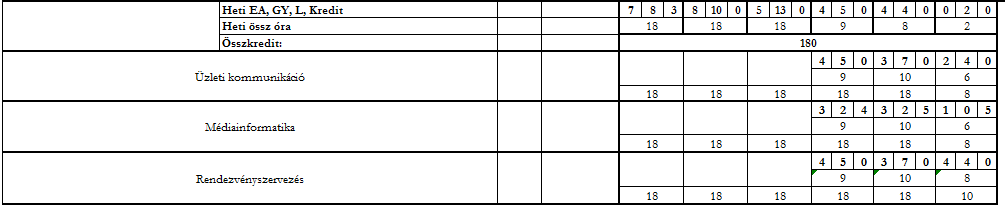 Heti EA, GY, L, Kredit 7 8 3 8 10 0 5 13 0 4 5 0 4 4 0 0 2 0
Heti össz óra 18 18 18 9 8 2
Összkredit: 180
4 5 0 3 7 0 2 4 0
Üzleti kommunikáció 9 10 6
18 18 18 18 18 8
3 2 4 3 2 5 1 0 5
Médiainformatika 9 10 6
18 18 18 18 18 8
4 5 0 3 7 0 4 4 0
Rendezvényszervezés 9 10 8
18 18 18 18 18 10